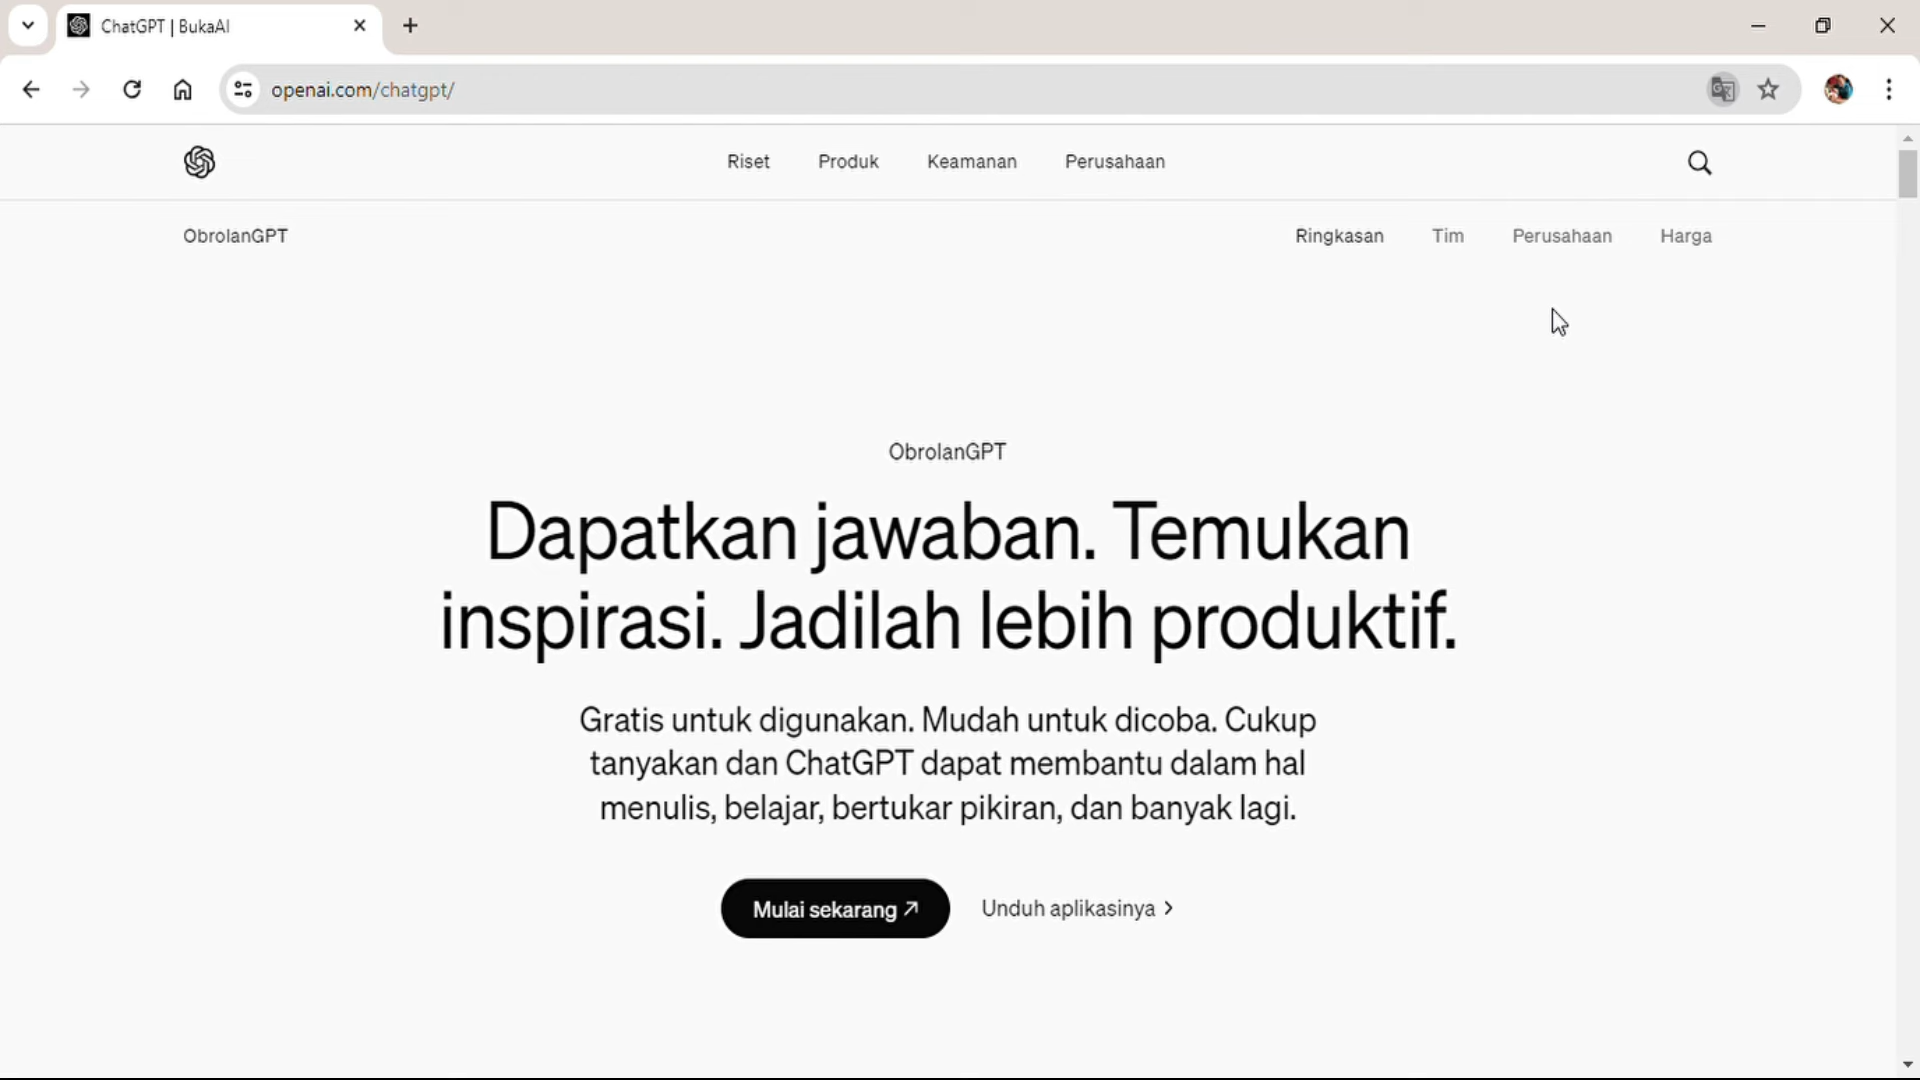 ChatGPT | BukaAI
openai.com/chatgpt/
Riset Produk Keamanan Perusahaan
ObrolanGPT Ringkasan Tim Perusahaan Harga
ObrolanGPT
Dapatkan jawaban. Temukan
inspirasi. Jadilah lebih produktif.
Gratis untuk digunakan. Mudah untuk dicoba. Cukup
tanyakan dan ChatGPT dapat membantu dalam hal
menulis, belajar, bertukar pikiran, dan banyak lagi.
Mulai sekarang ↗ Unduh aplikasinya >